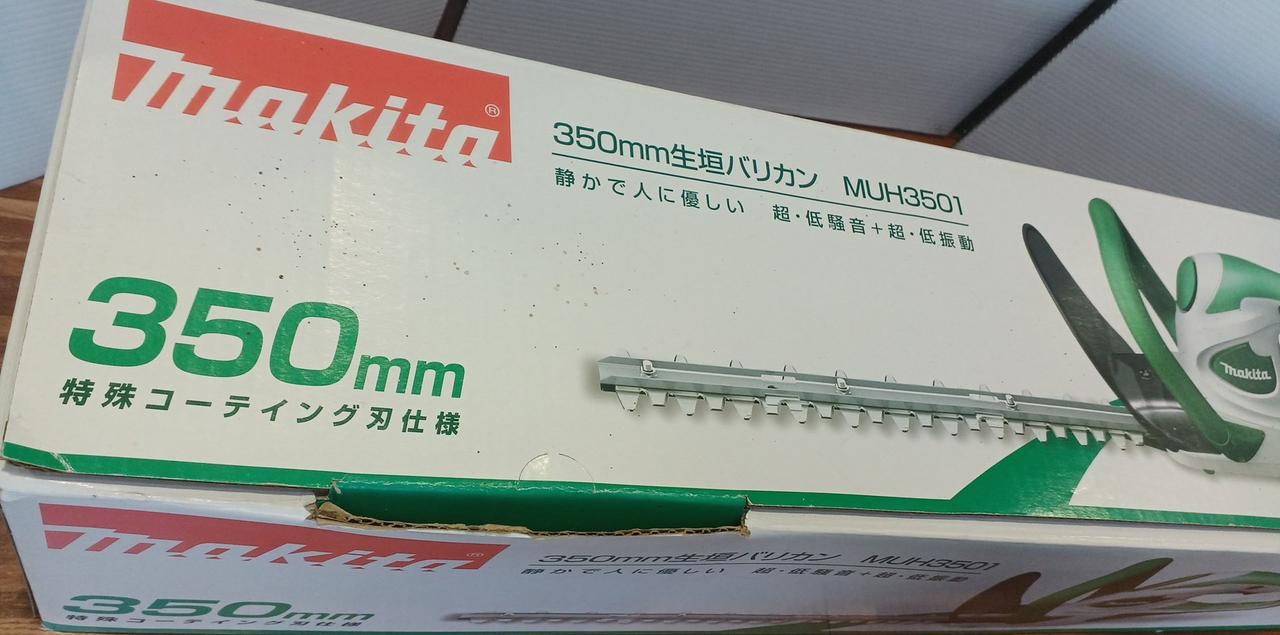 makita®
350mm生垣バリカン MUH3501
静かで人に優しい 超・低騒音+超・低振動
350mm
特殊コーティング刃仕様
makita
makita®
350mm生垣バリカン MUH3501
静かで人に優しい 超・低騒音+超・低振動
350mm
特殊コーティング刃仕様